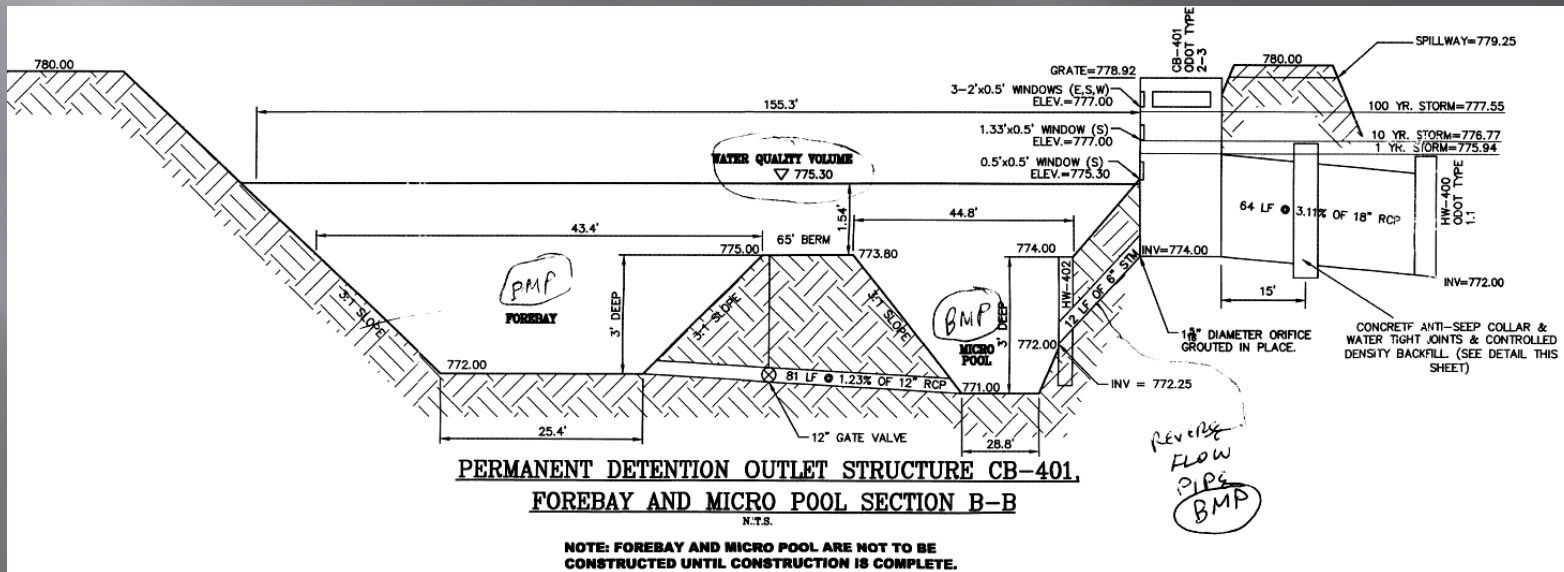 780.00
155.3'
GRATE=778.92
CB-401
ODOT TYPE
2-3
780.00
SPILLWAY=779.25
3-2'x0.5' WINDOWS (E,S,W)
ELEV.=777.00
100 YR. STORM=777.55
1.33'x0.5' WINDOW (S)
ELEV.=777.00
10 YR. STORM=776.77
1 YR. STORM=775.94
WATER QUALITY VOLUME
775.30
0.5'x0.5' WINDOW (S)
ELEV.=775.30
1.54'
44.8'
43.4'
65' BERM
775.00
773.80
774.00
INV=774.00
64 LF @ 3.11% OF 18" RCP
HW-400
ODOT TYPE
1.1
INV=772.00
15'
3:1 SLOPE
BMP
FOREBAY
3' DEEP
3:1 SLOPE
3:1 SLOPE
BMP
MICRO
POOL
3' DEEP
HW-402
12 LF OF 6" STM
772.00
772.00
771.00
81 LF @ 1.23% OF 12" RCP
INV = 772.25
DIAMETER ORIFICE
GROUTED IN PLACE.
CONCRETE ANTI-SEEP COLLAR &
WATER TIGHT JOINTS & CONTROLLED
DENSITY BACKFILL. (SEE DETAIL THIS
SHEET)
25.4'
12" GATE VALVE
28.8'
REVERSE
FLOW
PIPE
BMP
PERMANENT DETENTION OUTLET STRUCTURE CB-401,
FOREBAY AND MICRO POOL SECTION B-B
N.T.S.
NOTE: FOREBAY AND MICRO POOL ARE NOT TO BE
CONSTRUCTED UNTIL CONSTRUCTION IS COMPLETE.